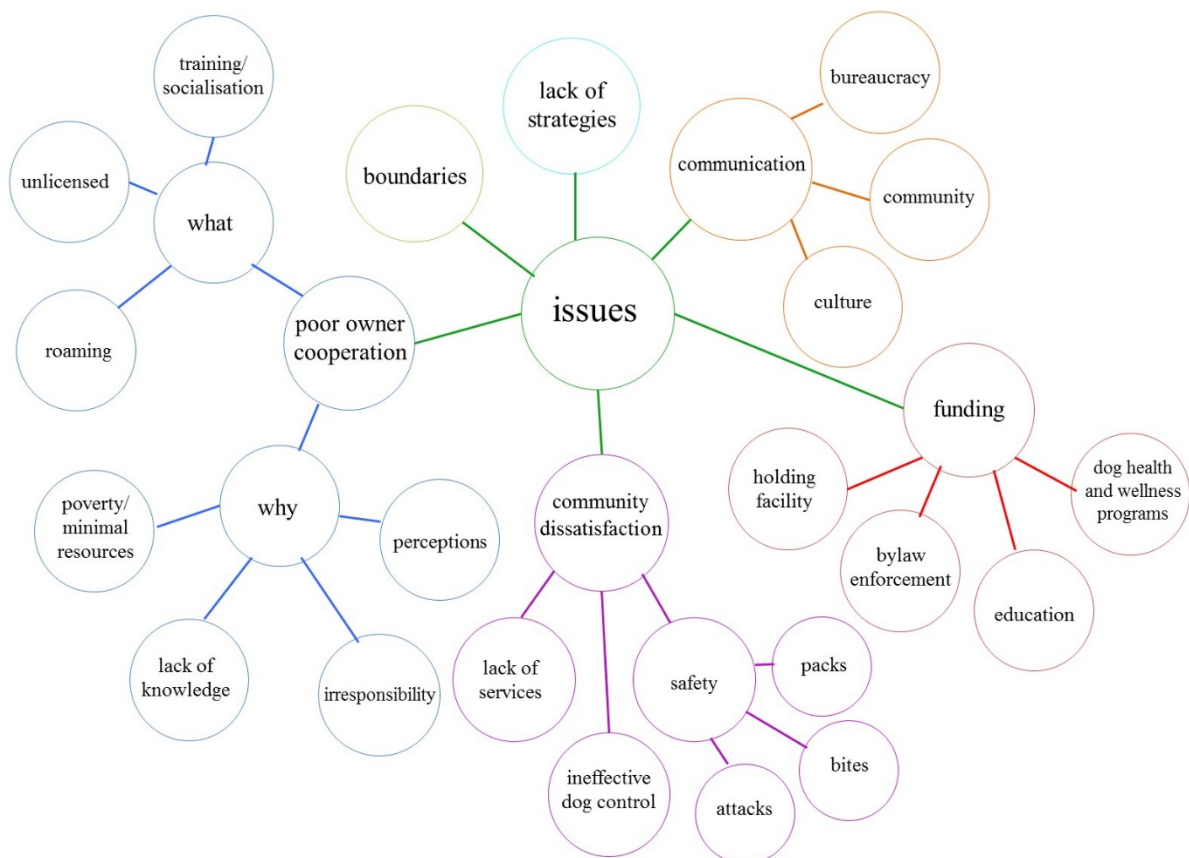 training/
socialisation
unlicensed
what
roaming
boundaries
lack of
strategies
communication
bureaucracy
community
culture
issues
poor owner
cooperation
why
poverty/
minimal
resources
lack of
knowledge
irresponsibility
perceptions
community
dissatisfaction
lack of
services
ineffective
dog control
safety
packs
bites
attacks
funding
holding
facility
bylaw
enforcement
education
dog health
and wellness
programs